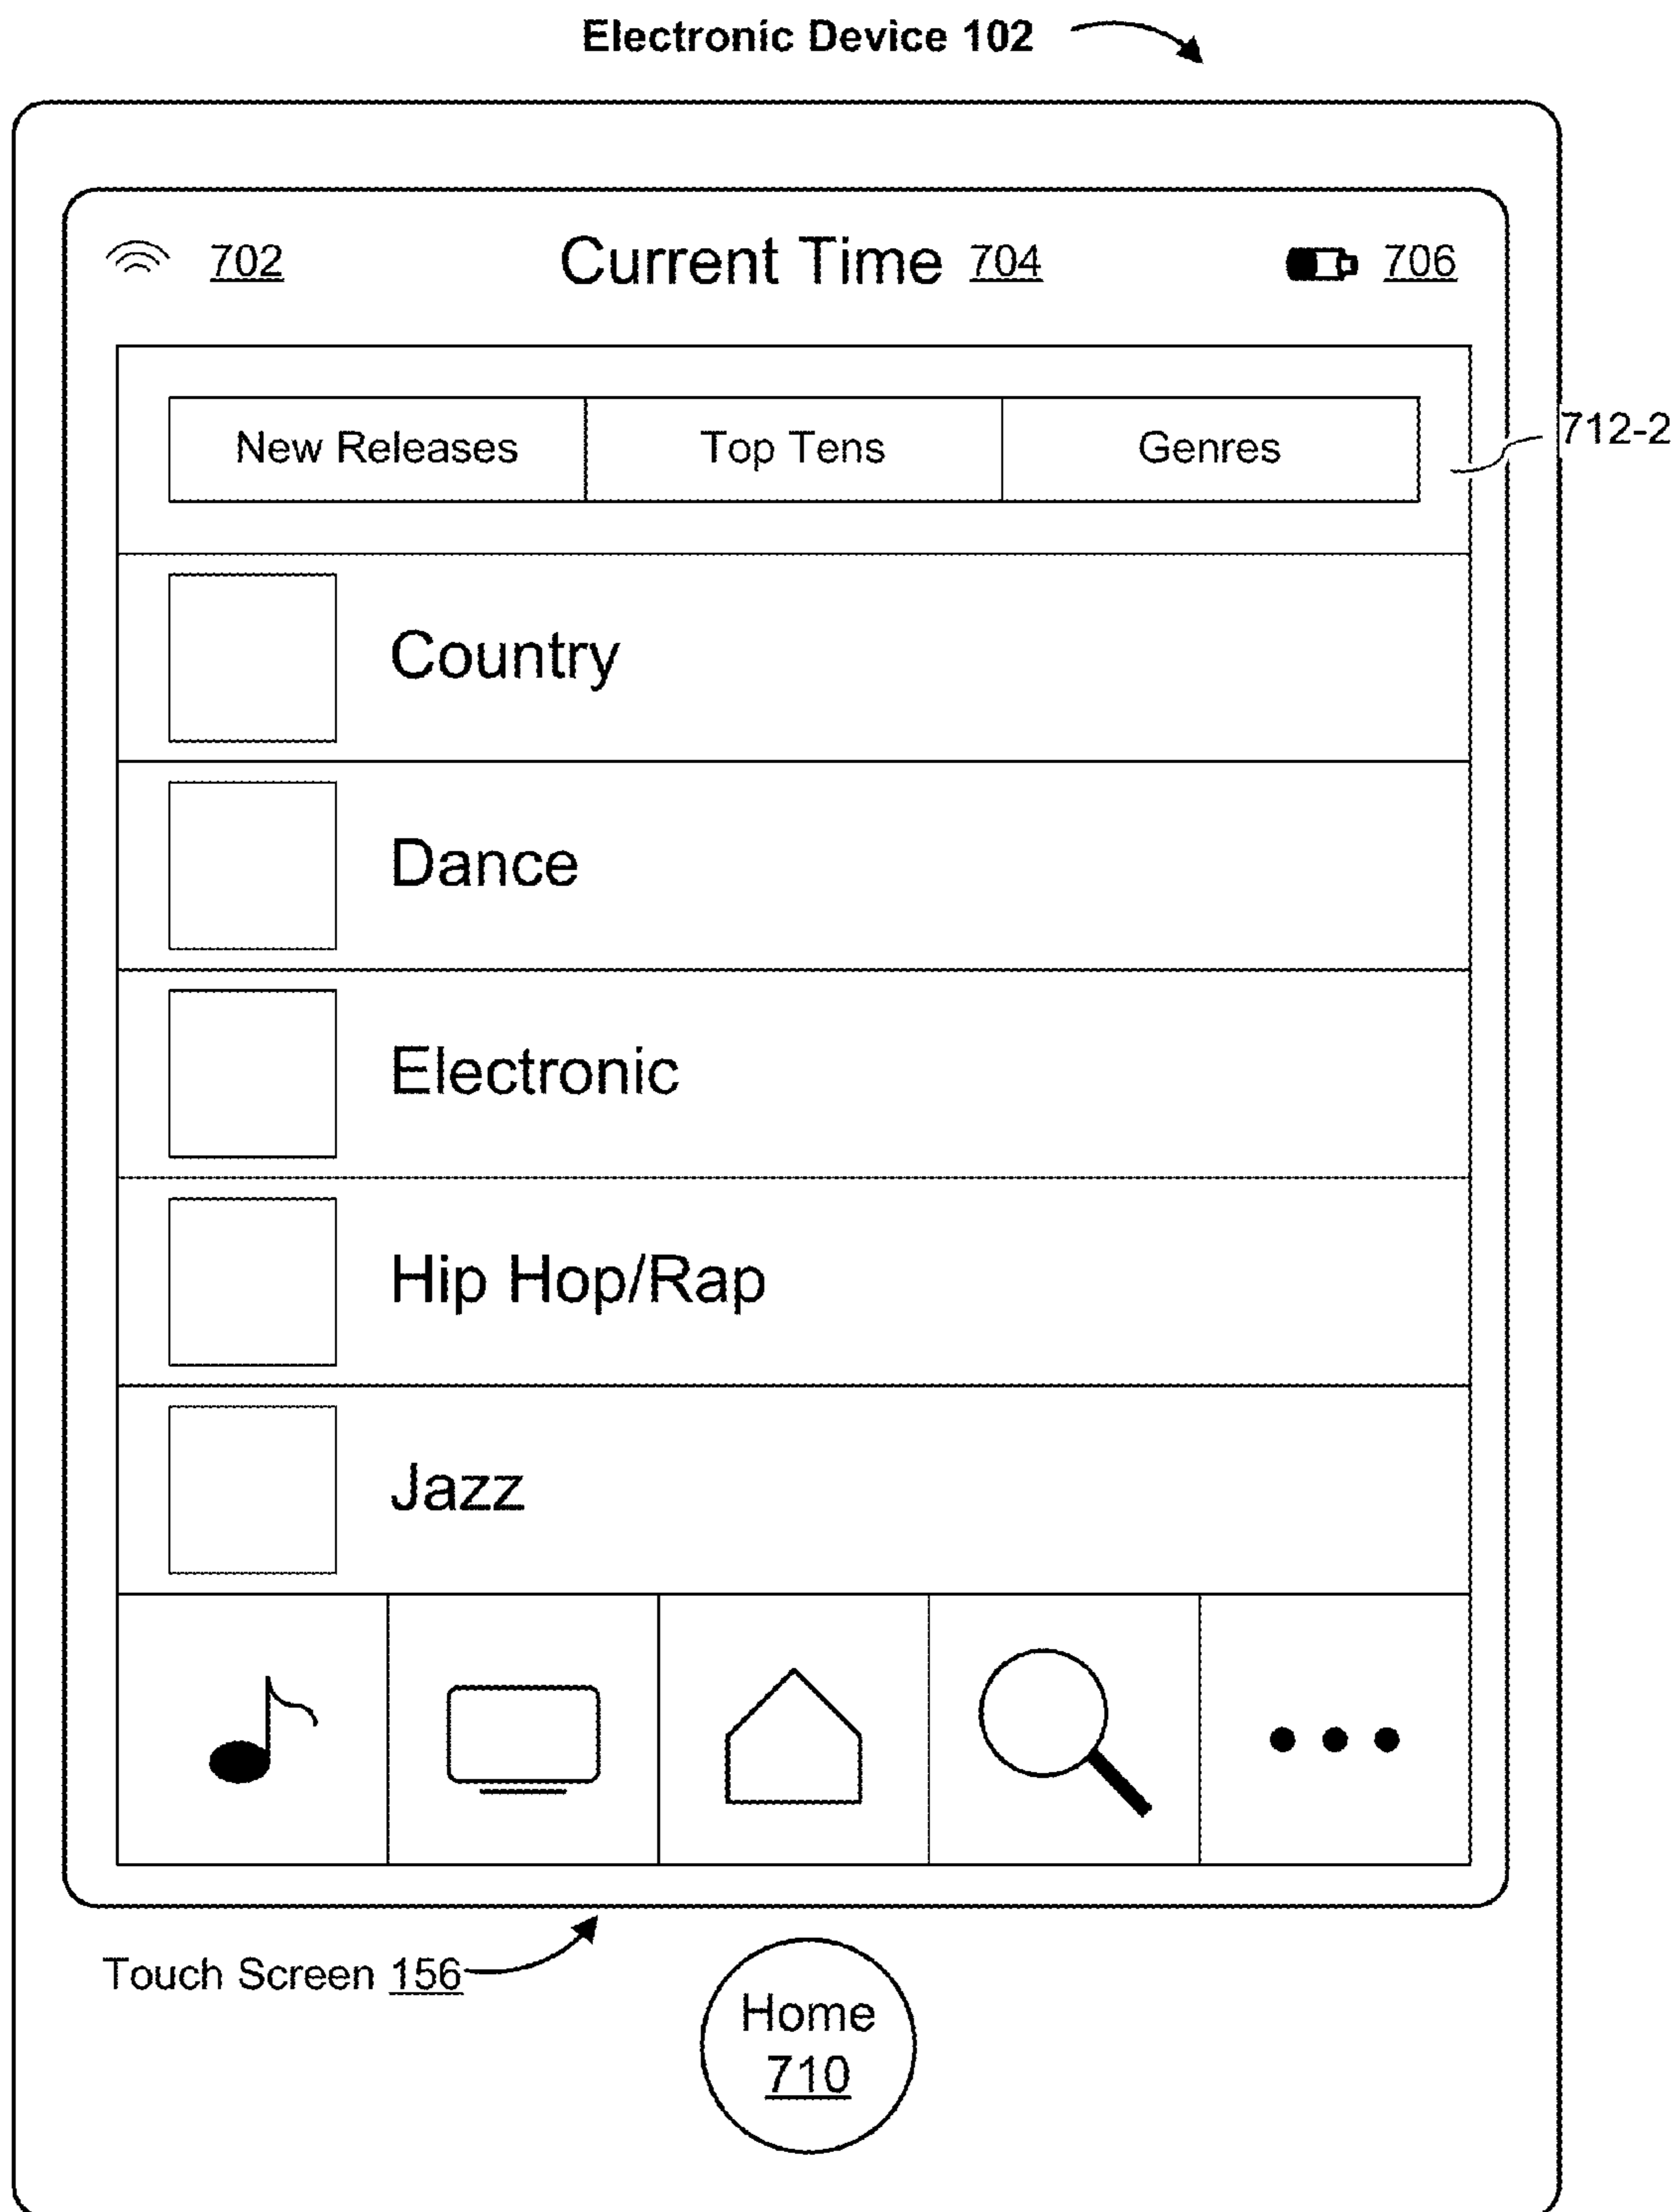 Electronic Device 102
702 Current Time 704 706
New Releases Top Tens Genres
712-2
Country
Dance
Electronic
Hip Hop/Rap
Jazz
Touch Screen 156
Home
710